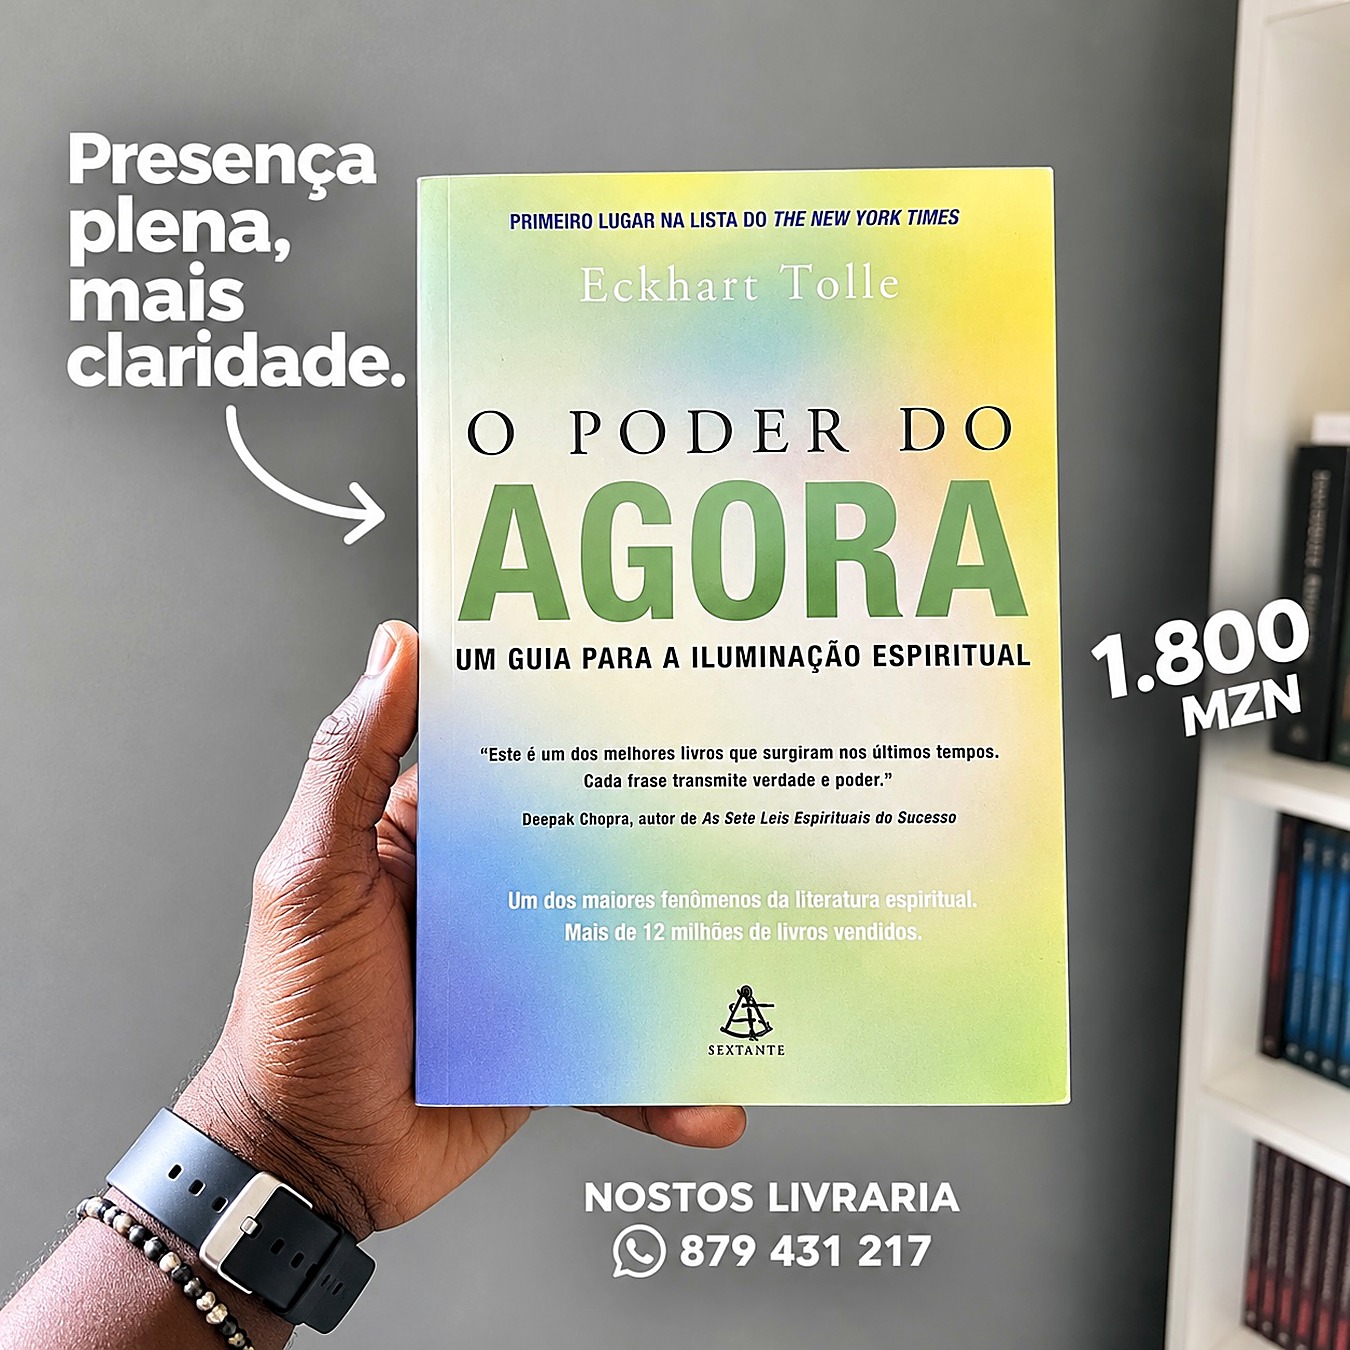 Presença
plena,
mais
claridade.
PRIMEIRO LUGAR NA LISTA DO THE NEW YORK TIMES
Eckhart Tolle
O PODER DO
AGORA
UM GUIA PARA A ILUMINAÇÃO ESPIRITUAL
“Este é um dos melhores livros que surgiram nos últimos tempos.
Cada frase transmite verdade e poder.”
Deepak Chopra, autor de As Sete Leis Espirituais do Sucesso
Um dos maiores fenômenos da literatura espiritual.
Mais de 12 milhões de livros vendidos.
SEXTANTE
1.800
MZN
NOSTOS LIVRARIA
879 431 217